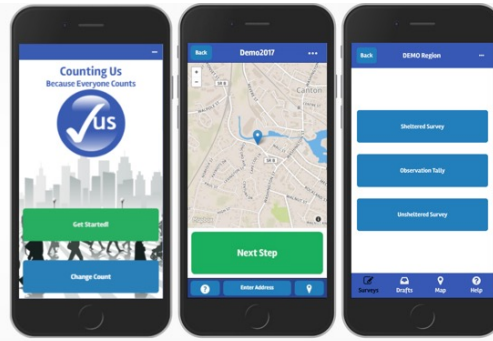 Counting Us
Because Everyone Counts
us
Get Started!
Change Count
Back
Demo2017
...
+
-
Canton
Next Step
?
Enter Address
Back
DEMO Region
...
Sheltered Survey
Observation Tally
Unsheltered Survey
Surveys
Drafts
Map
Help